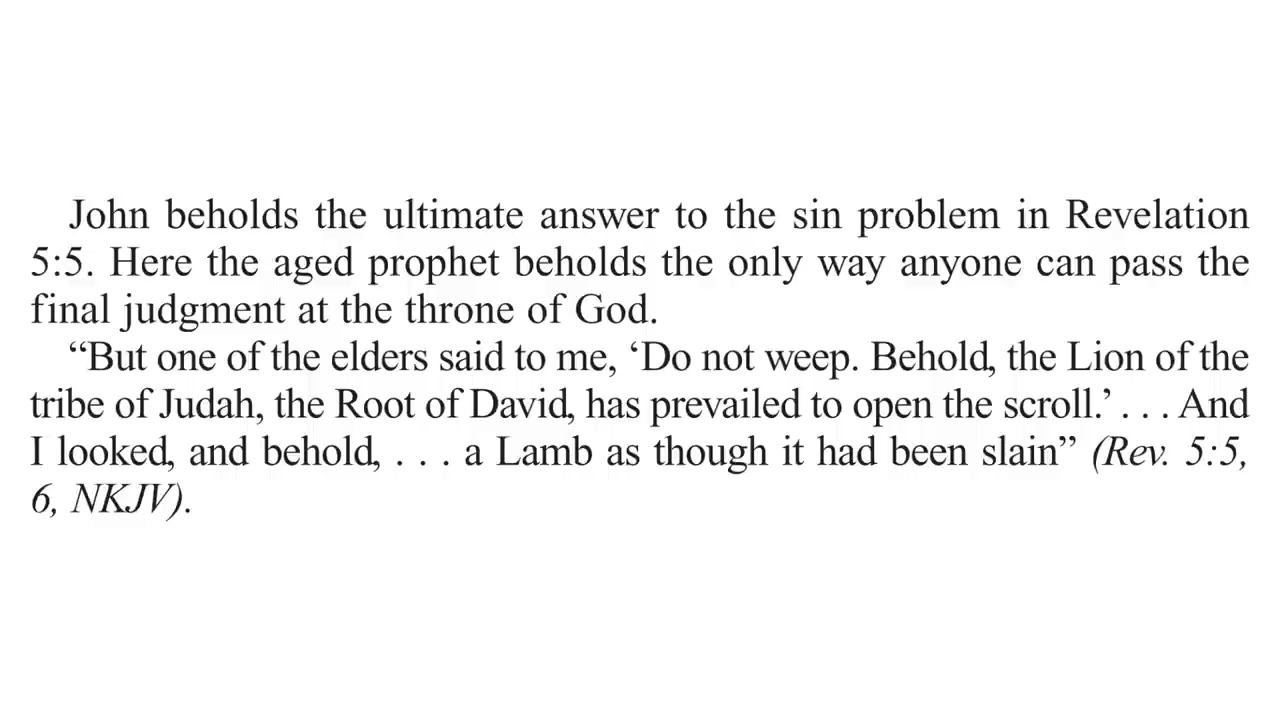 John beholds the ultimate answer to the sin problem in Revelation
5:5. Here the aged prophet beholds the only way anyone can pass the
final judgment at the throne of God.
“But one of the elders said to me, ‘Do not weep. Behold, the Lion of the
tribe of Judah, the Root of David, has prevailed to open the scroll.’ . . . And
I looked, and behold, . . . a Lamb as though it had been slain” (Rev. 5:5,
6, NKJV).